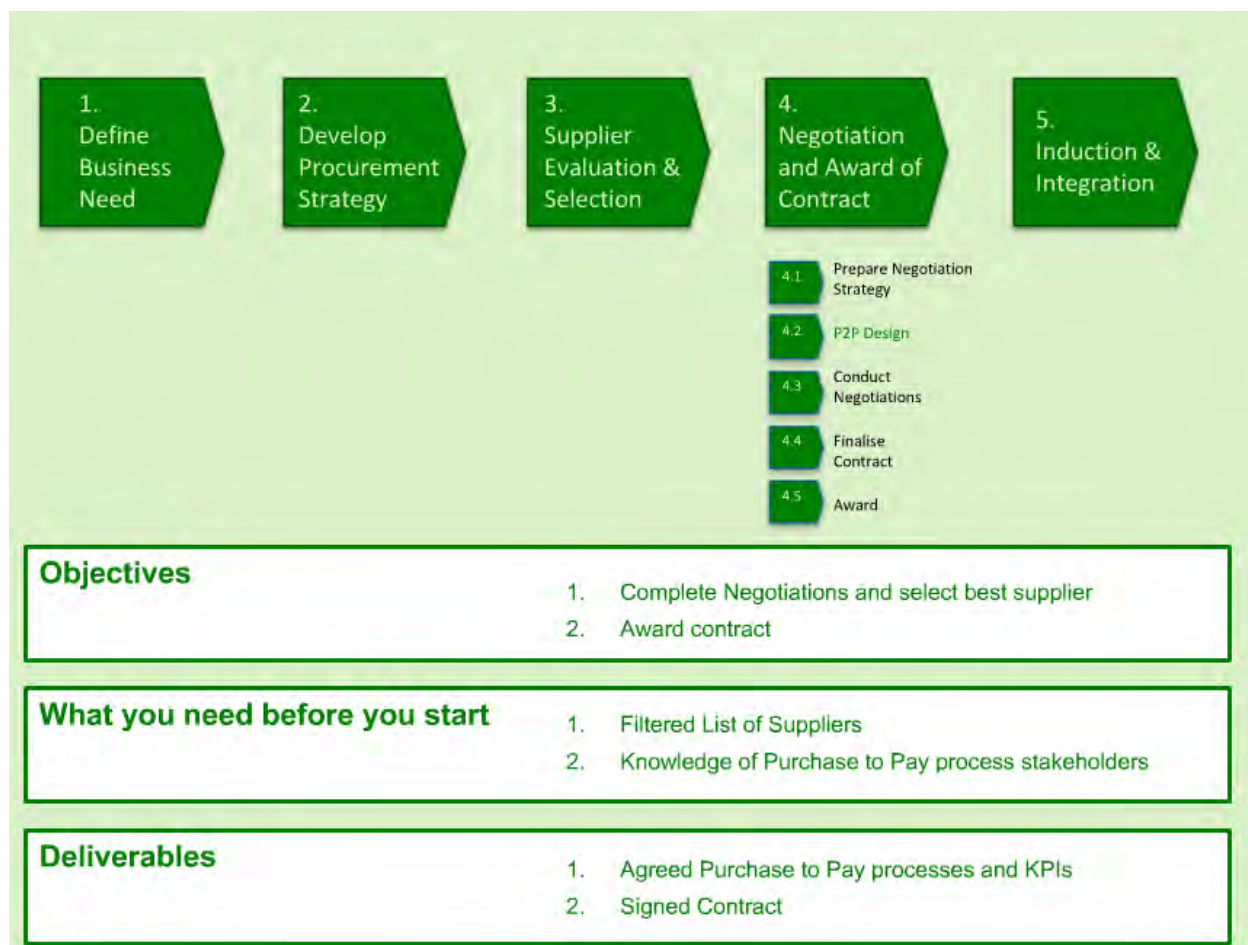 1.
Define
Business
Need
2.
Develop
Procurement
Strategy
3.
Supplier
Evaluation &
Selection
4.
Negotiation
and Award of
Contract
5.
Induction &
Integration
4.1 Prepare Negotiation
Strategy
4.2 P2P Design
4.3 Conduct
Negotiations
4.4 Finalise
Contract
4.5 Award
Objectives
1. Complete Negotiations and select best supplier
2. Award contract
What you need before you start
1. Filtered List of Suppliers
2. Knowledge of Purchase to Pay process stakeholders
Deliverables
1. Agreed Purchase to Pay processes and KPIs
2. Signed Contract